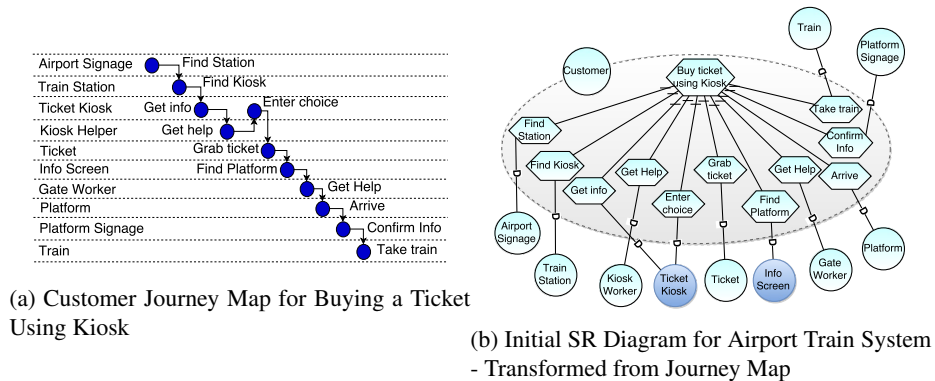 Airport Signage
Find Station
Train Station
Find Kiosk
Ticket Kiosk
Get info
Enter choice
Kiosk Helper
Get help
Ticket
Grab ticket
Info Screen
Find Platform
Gate Worker
Get Help
Platform
Arrive
Platform Signage
Confirm Info
Train
Take train
(a) Customer Journey Map for Buying a Ticket
Using Kiosk
Train
Platform
Signage
Customer
Buy ticket
using Kiosk
Take train
Find
Station
Confirm
Info
Find Kiosk
Get info
Get Help
Grab
ticket
Get Help
Arrive
Enter
choice
Find
Platform
Airport
Signage
Train
Station
Kiosk
Worker
Ticket
Kiosk
Ticket
Info
Screen
Gate
Worker
Platform
(b) Initial SR Diagram for Airport Train System
- Transformed from Journey Map